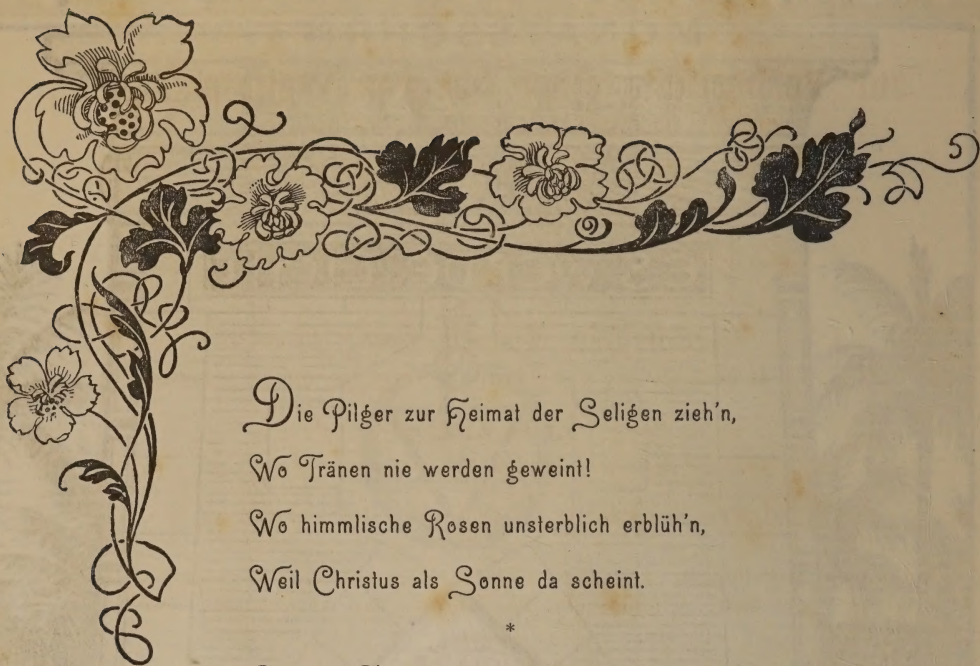 Die Pilger zur Heimat der Seligen zieh'n,
Wo Tränen nie werden geweint!
Wo himmlische Rosen unsterblich erblüh'n,
Weil Christus als Sonne da scheint.
*